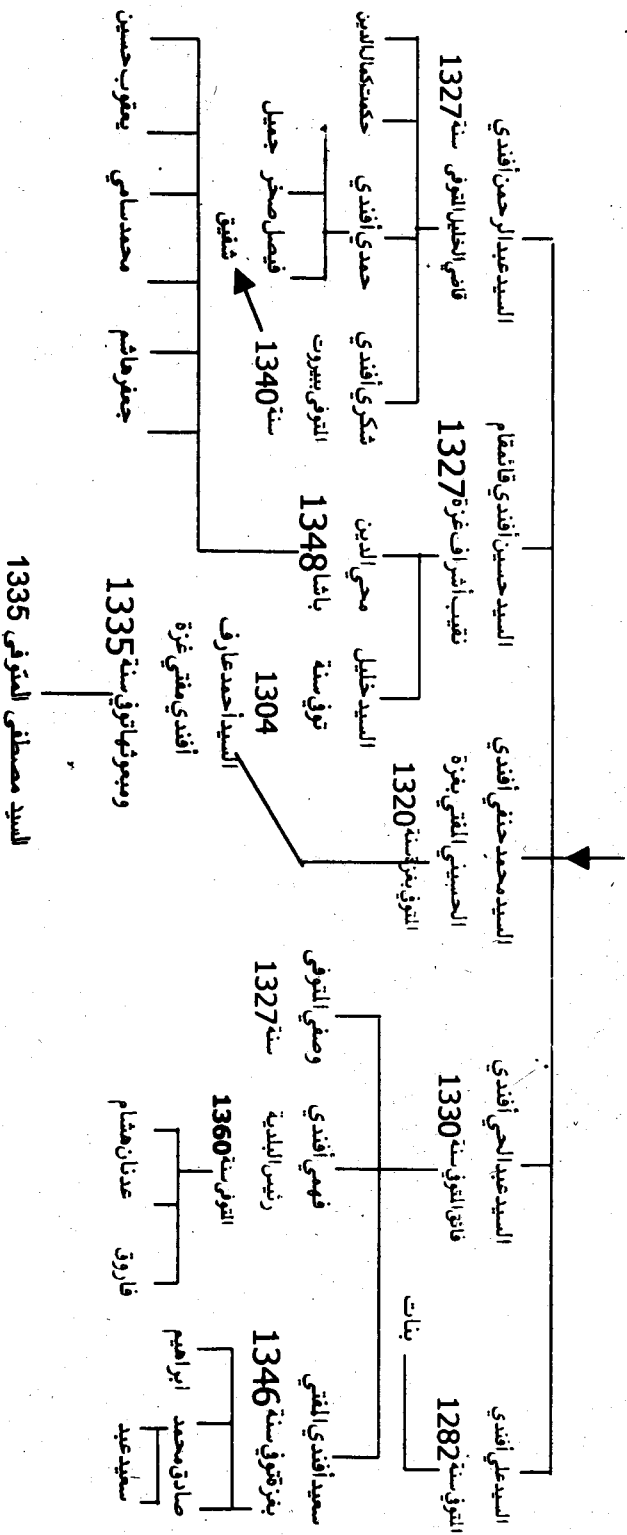 السيد علي أفندي
المتوفى سنة 1282
بنات
السيد عبد الحي أفندي
فائق المتوفى سنة 1330
سعيد أفندي المفتي
بغزة توفي سنة 1346
ابراهيم
صادق محمد
سعيد عبد
فهمي أفندي
رئيس البلدية
المتوفى سنة 1360
عدنان هشام
فاروق
وصفي المتوفى
سنة 1327
السيد محمد حنفي أفندي
الحسيني المفتي بغزة
المتوفى بغزة سنة 1320
السيد أحمد عارف
أفندي مفتي غزة
ومبعوثها توفي سنة 1335
السيد مصطفى المتوفى 1335
السيد حسين أفندي قائمقام
نقيب أشراف غزة 1327
السيد خليل
توفي سنة
1304
محي الدين
باشا 1348
جعفر هاشم
محمد سامي
يعقوب حسين
السيد عبد الرحمن أفندي
قاضي الخليل المتوفى سنة 1327
شكري أفندي
المتوفى ببيروت
سنة 1340
شفيق
حمدي أفندي
فيصل صخر جميل
حكمت كمال الدين